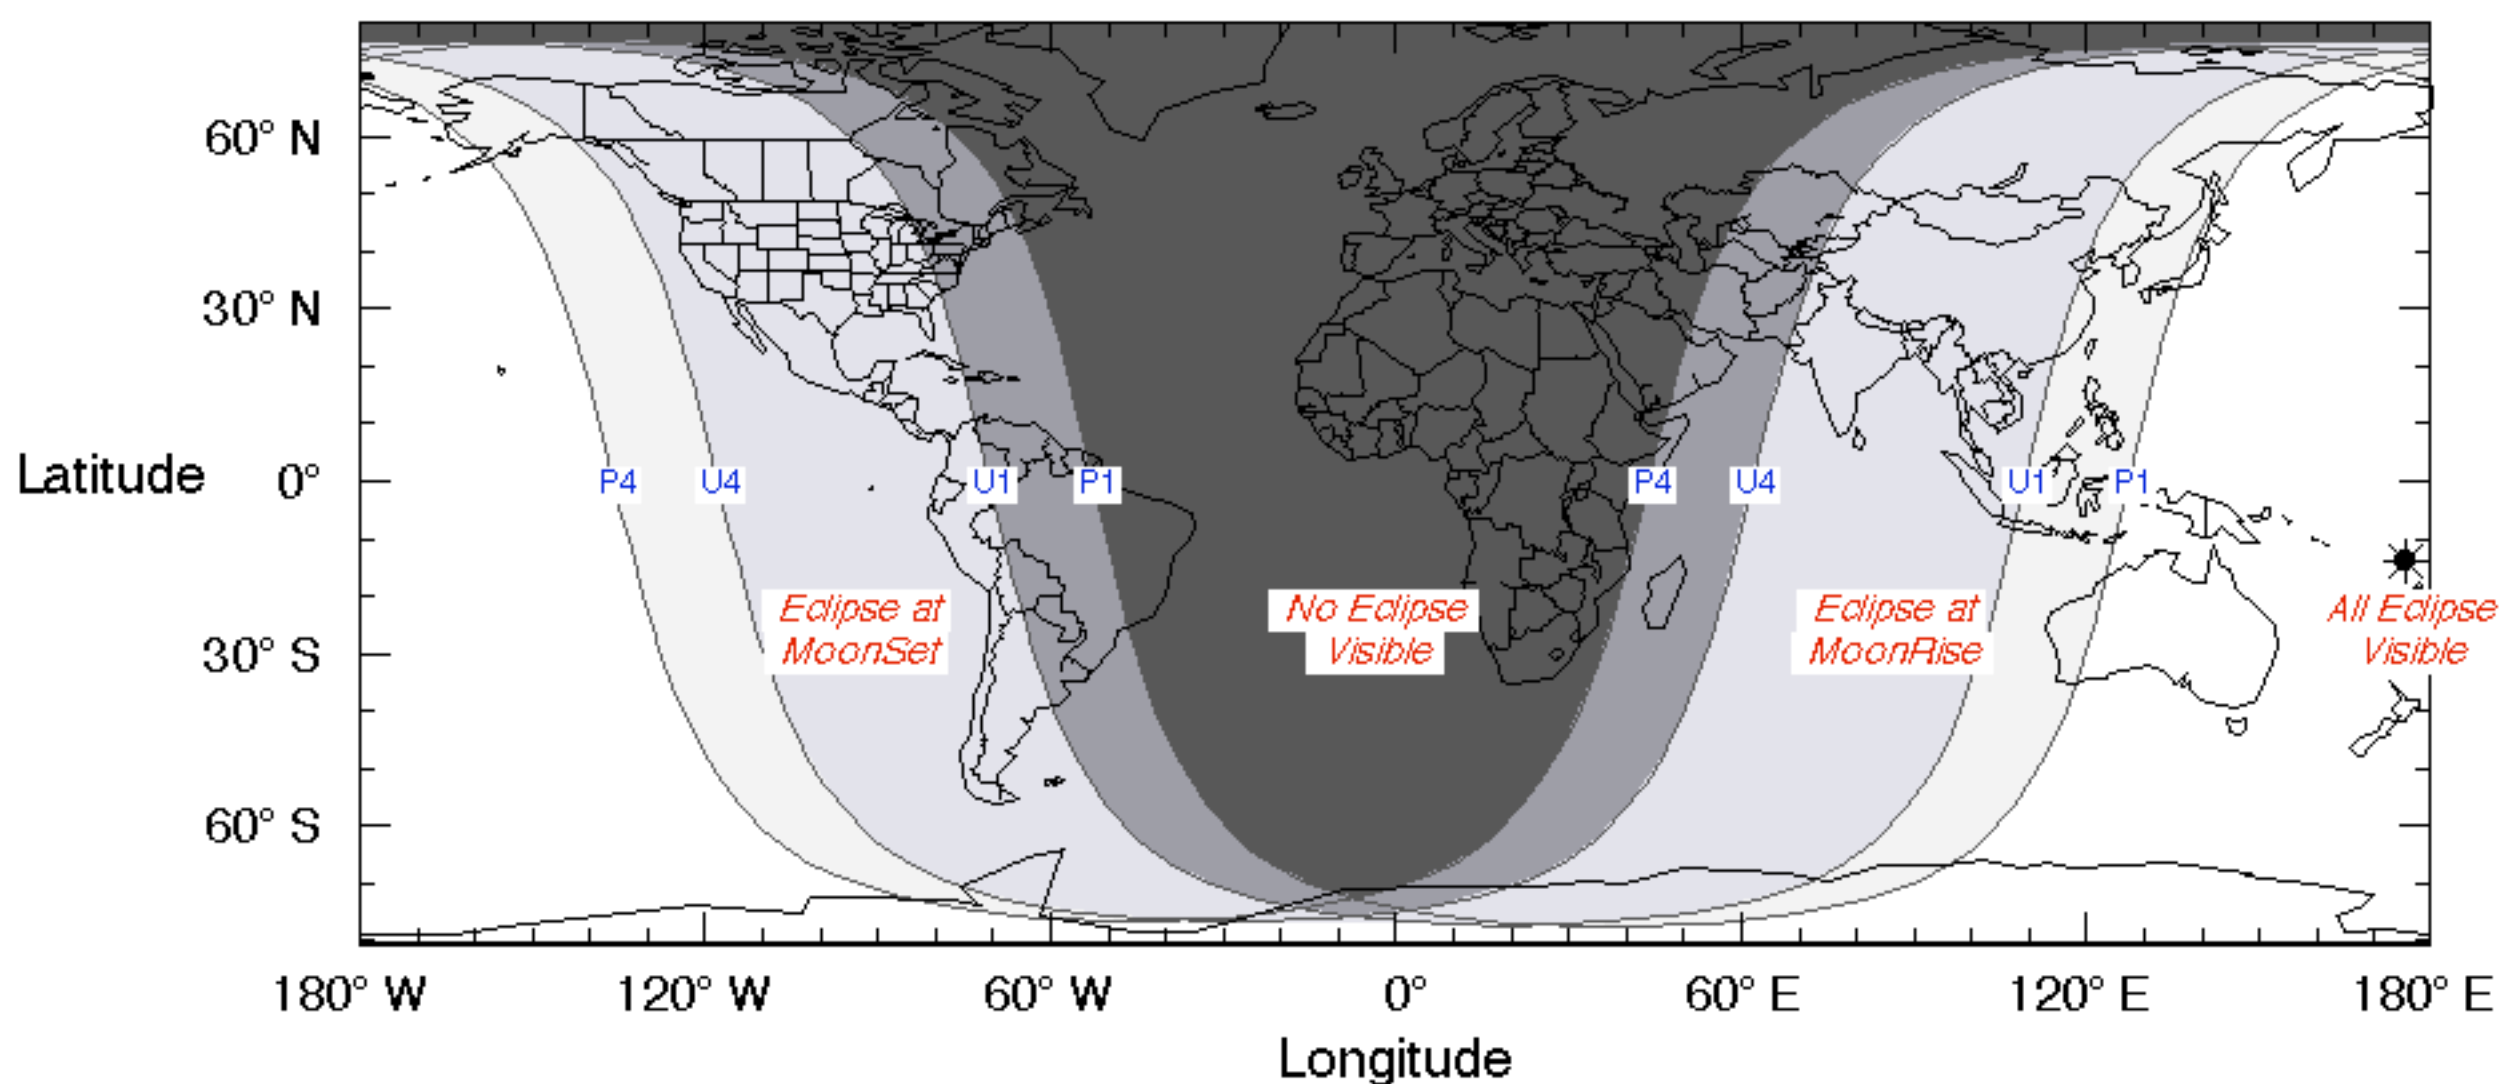 60° N
30° N
Latitude 0°
P4 U4 U1 P1 P4 U4 U1 P1
Eclipse at
MoonSet
No Eclipse
Visible
Eclipse at
MoonRise
All Eclipse
Visible
30° S
60° S
180° W 120° W 60° W 0° 60° E 120° E 180° E
Longitude